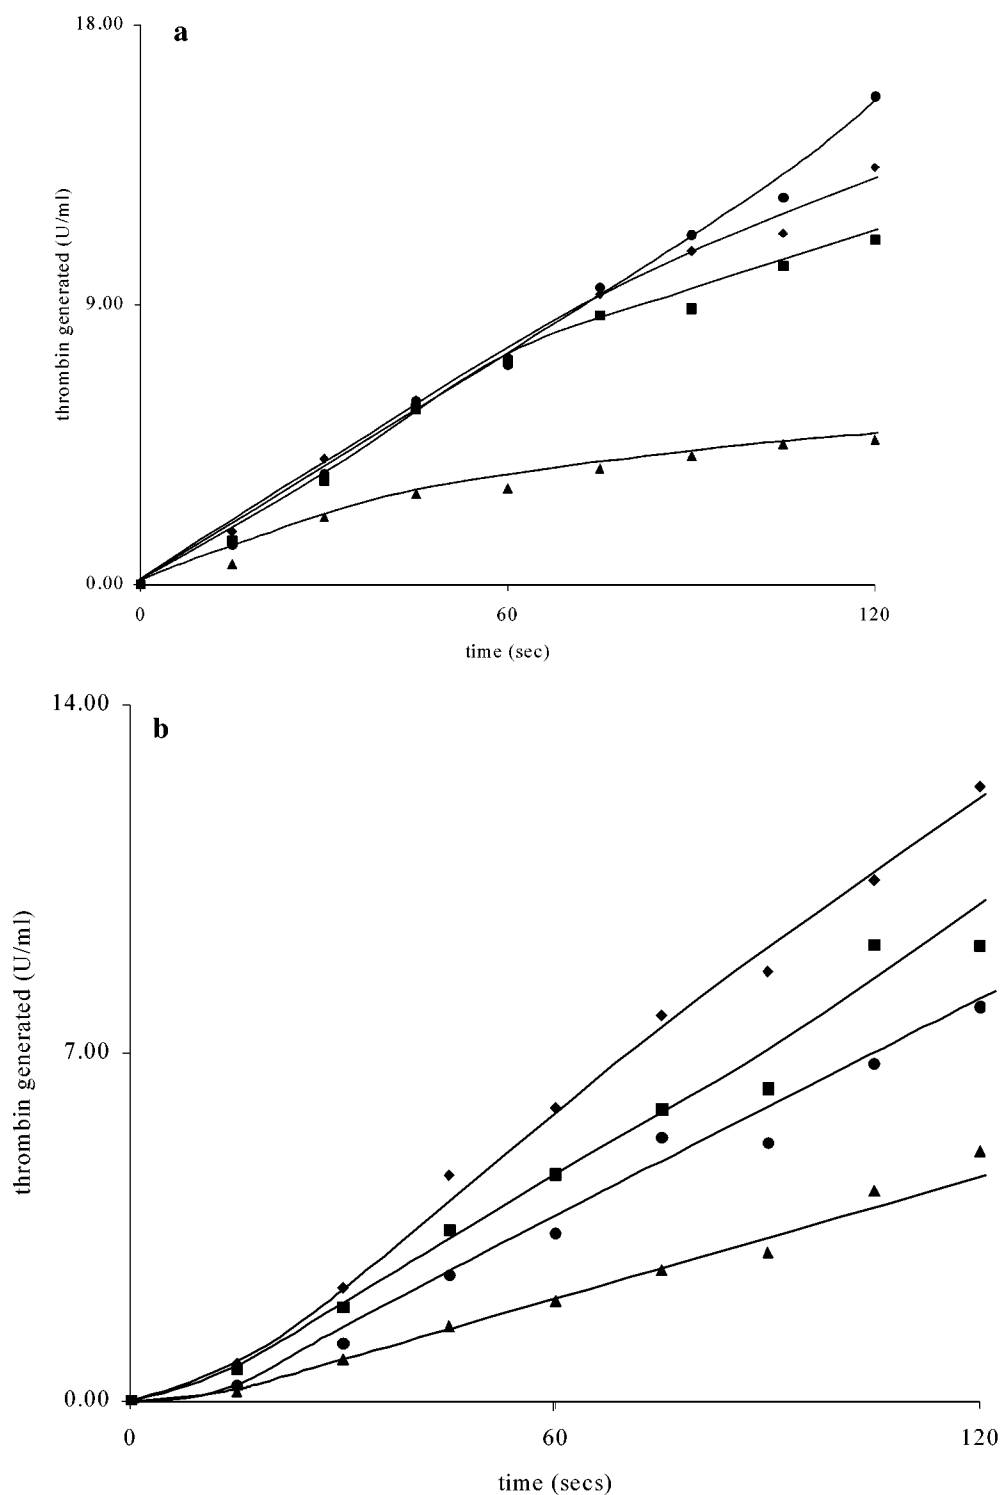 18.00
a
thrombin generated (U/ml)
9.00
0.00
0
60
120
time (sec)
14.00
b
thrombin generated (U/ml)
7.00
0.00
0
60
120
time (secs)